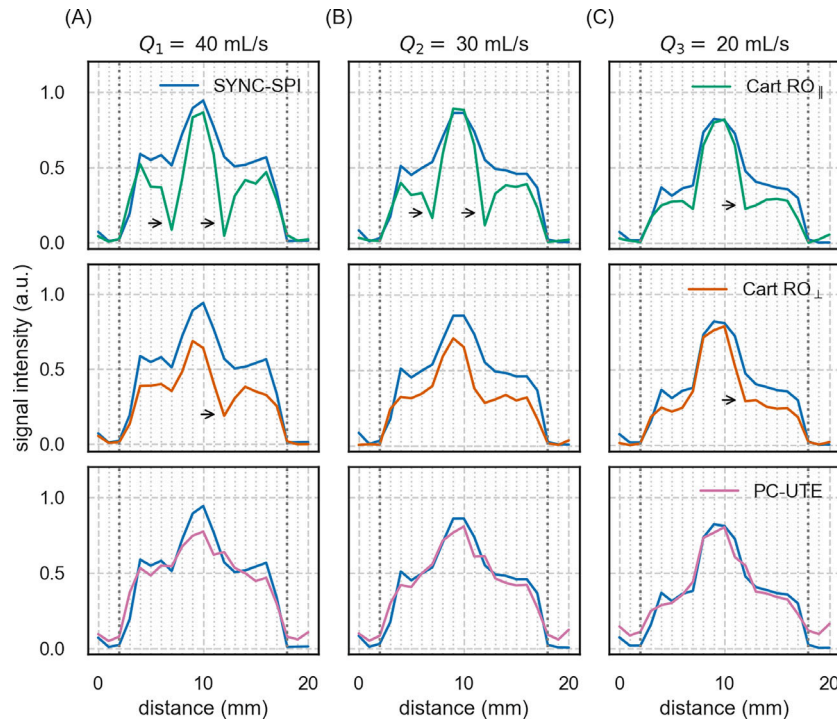 (A) (B) (C)
Q₁ = 40 mL/s Q₂ = 30 mL/s Q₃ = 20 mL/s
SYNC-SPI Cart RO∥
1.0
0.5
0.0
Cart RO⊥
1.0
0.5
0.0
signal intensity (a.u.)
PC-UTE
1.0
0.5
0.0
0 10 20 0 10 20 0 10 20
distance (mm) distance (mm) distance (mm)